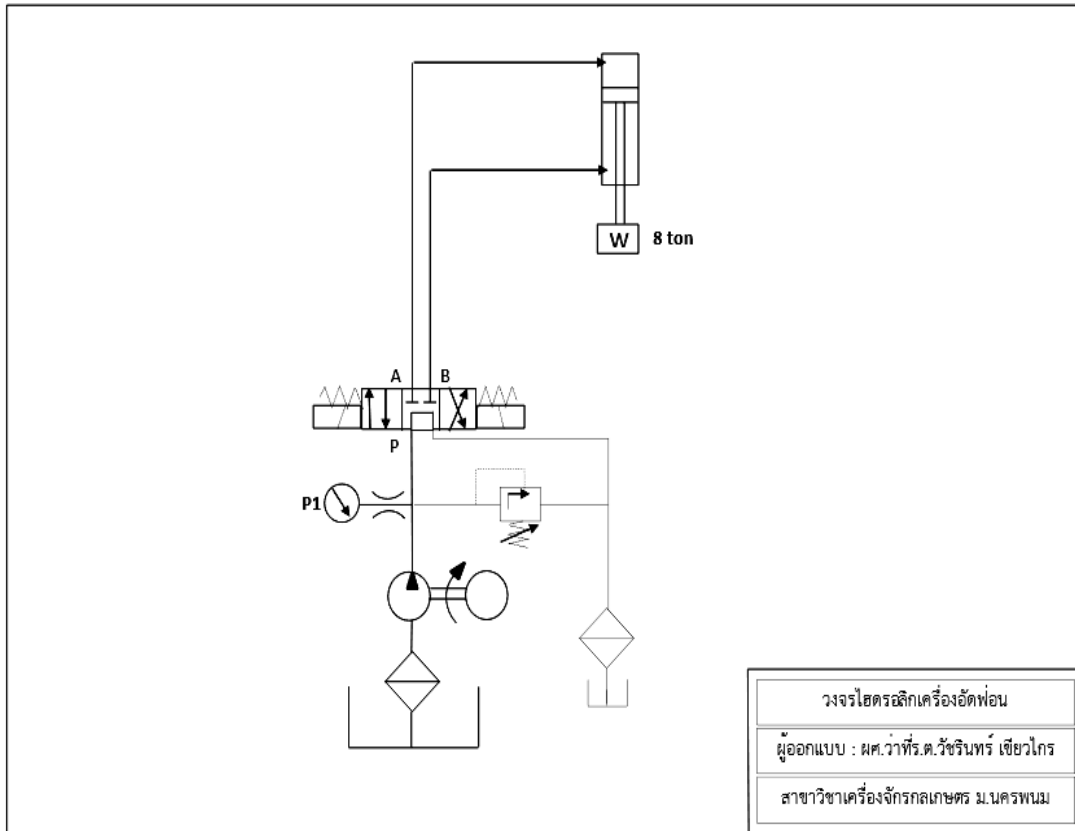 W 8 ton
A B
P
P1
วงจรไฮดรอลิกเครื่องอัดฟ่อน
ผู้ออกแบบ : ผศ.ว่าที่ร.ต.วัชรินทร์ เขียวไกร
สาขาวิชาเครื่องจักรกลเกษตร ม.นครพนม